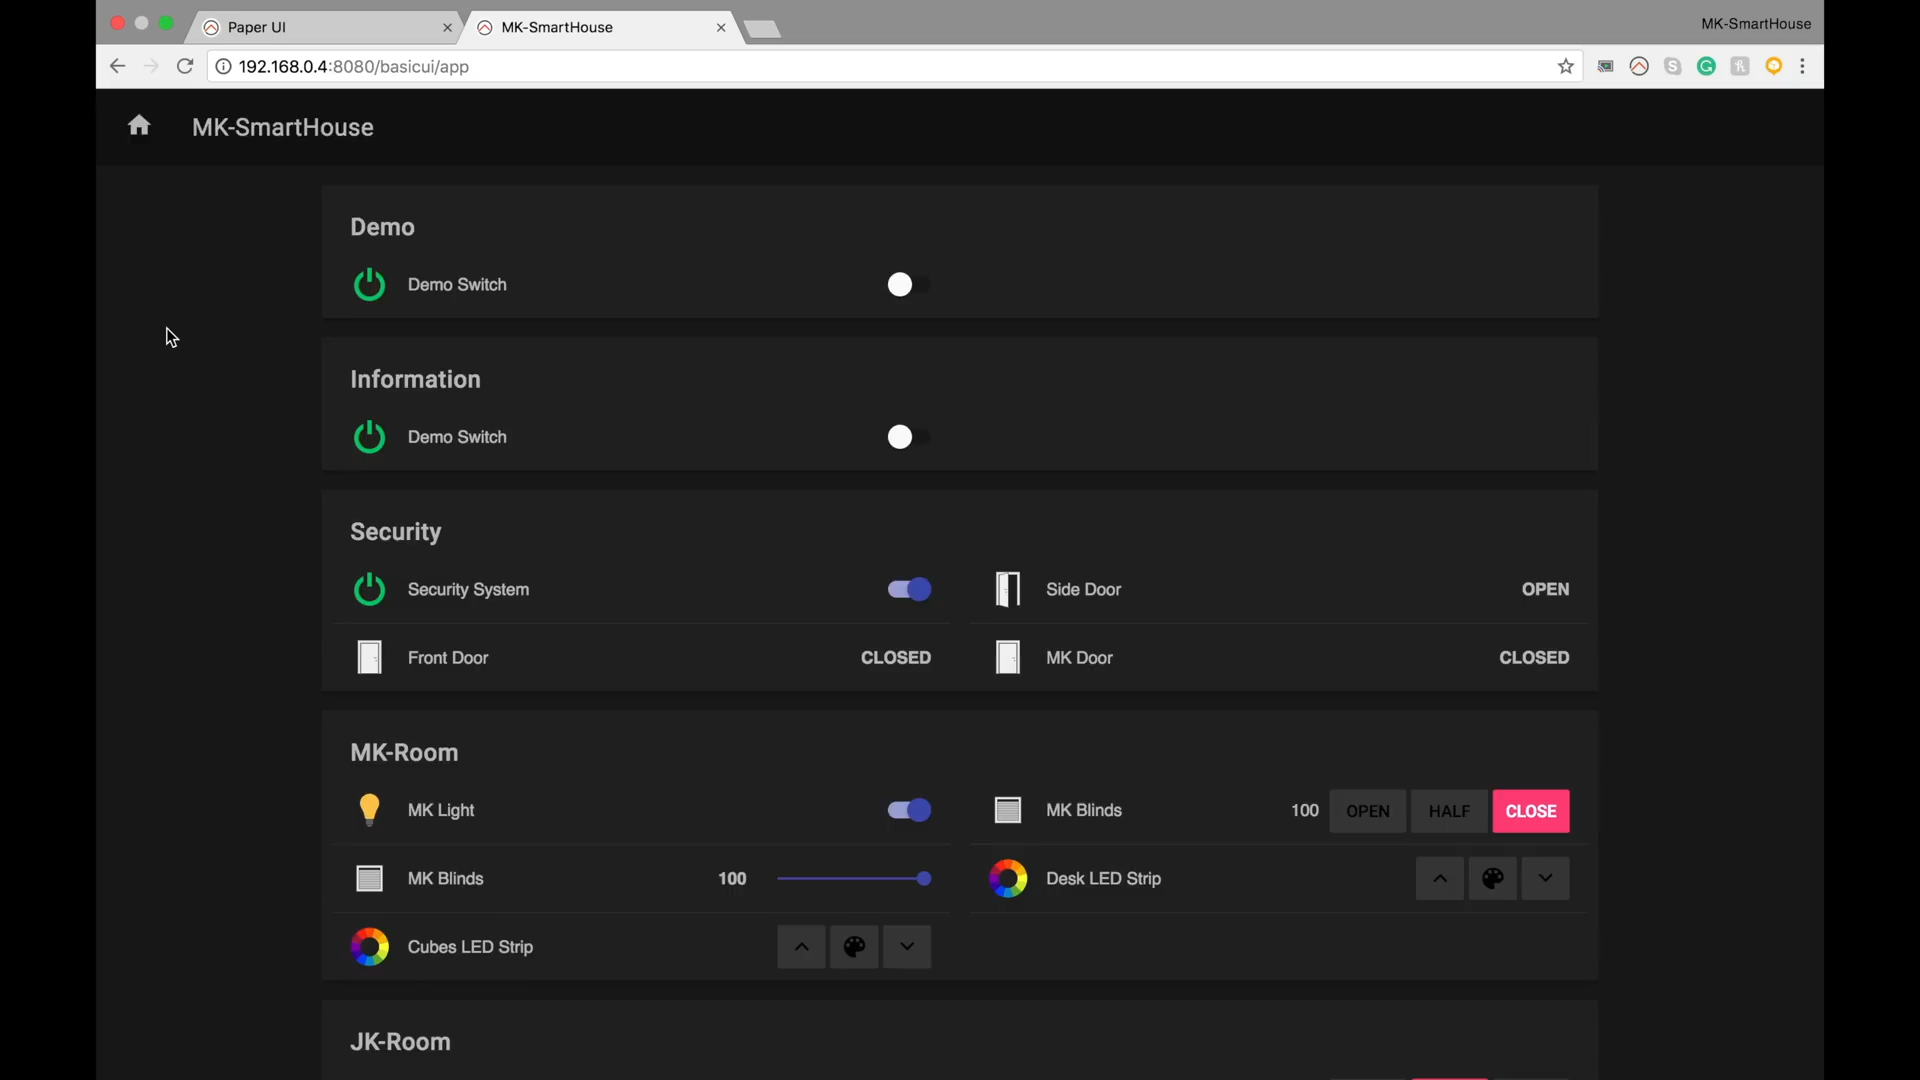 Paper UI
MK-SmartHouse
MK-SmartHouse
192.168.0.4:8080/basicui/app
MK-SmartHouse
Demo
Demo Switch
Information
Demo Switch
Security
Security System
Side Door OPEN
Front Door CLOSED
MK Door CLOSED
MK-Room
MK Light
MK Blinds 100 OPEN HALF CLOSE
MK Blinds 100
Desk LED Strip
Cubes LED Strip
JK-Room